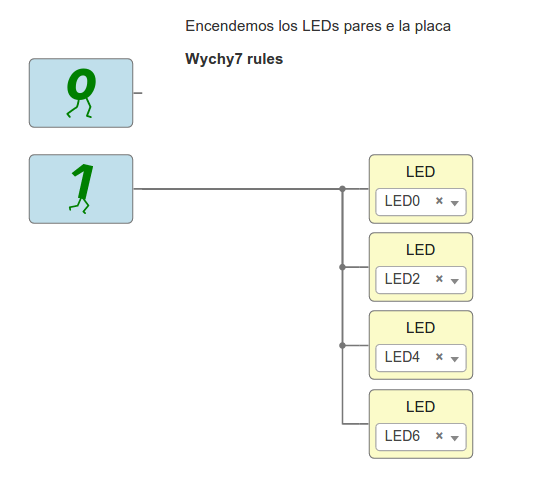 Encendemos los LEDs pares e la placa
Wychy7 rules
0
1
LED
LED0 ×
LED
LED2 ×
LED
LED4 ×
LED
LED6 ×